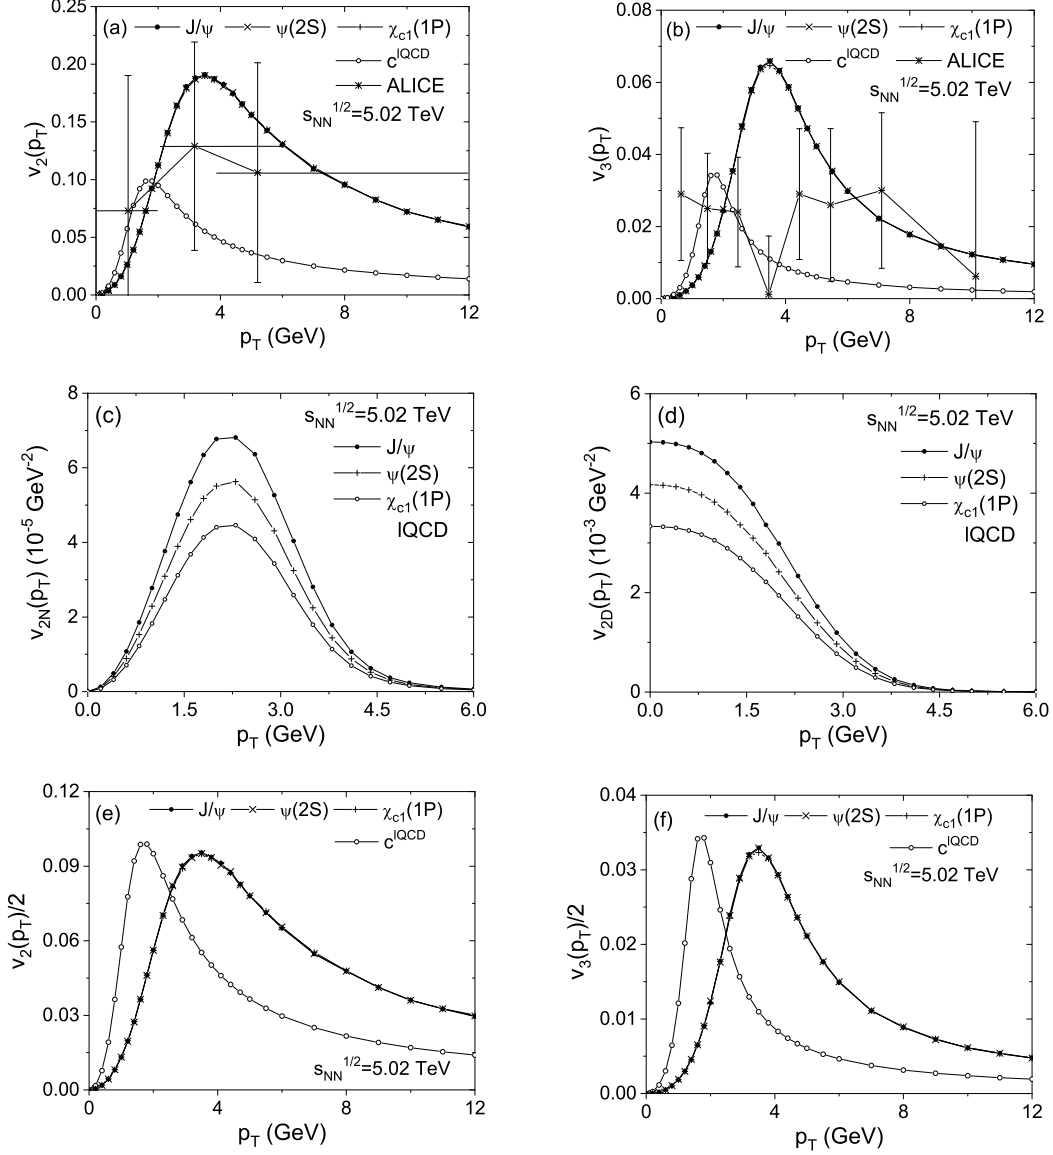 (a) J/ψ ψ(2S) χc1(1P)
c^lQCD
ALICE
sNN^1/2=5.02 TeV
v2(pT)
0.25
0.20
0.15
0.10
0.05
0.00
0 4 8 12
pT (GeV)
(b) J/ψ ψ(2S) χc1(1P)
c^lQCD ALICE
sNN^1/2=5.02 TeV
v3(pT)
0.08
0.06
0.04
0.02
0.00
0 4 8 12
pT (GeV)
(c) sNN^1/2=5.02 TeV
J/ψ
ψ(2S)
χc1(1P)
lQCD
v2N(pT) (10^-5 GeV^-2)
8
6
4
2
0
0.0 1.5 3.0 4.5 6.0
pT (GeV)
(d) sNN^1/2=5.02 TeV
J/ψ
ψ(2S)
χc1(1P)
lQCD
v2D(pT) (10^-3 GeV^-2)
6
4
2
0
0.0 1.5 3.0 4.5 6.0
pT (GeV)
(e) J/ψ ψ(2S) χc1(1P)
c^lQCD
sNN^1/2=5.02 TeV
v2(pT)/2
0.12
0.09
0.06
0.03
0.00
0 4 8 12
pT (GeV)
(f) J/ψ ψ(2S) χc1(1P)
c^lQCD
sNN^1/2=5.02 TeV
v3(pT)/2
0.04
0.03
0.02
0.01
0.00
0 4 8 12
pT (GeV)